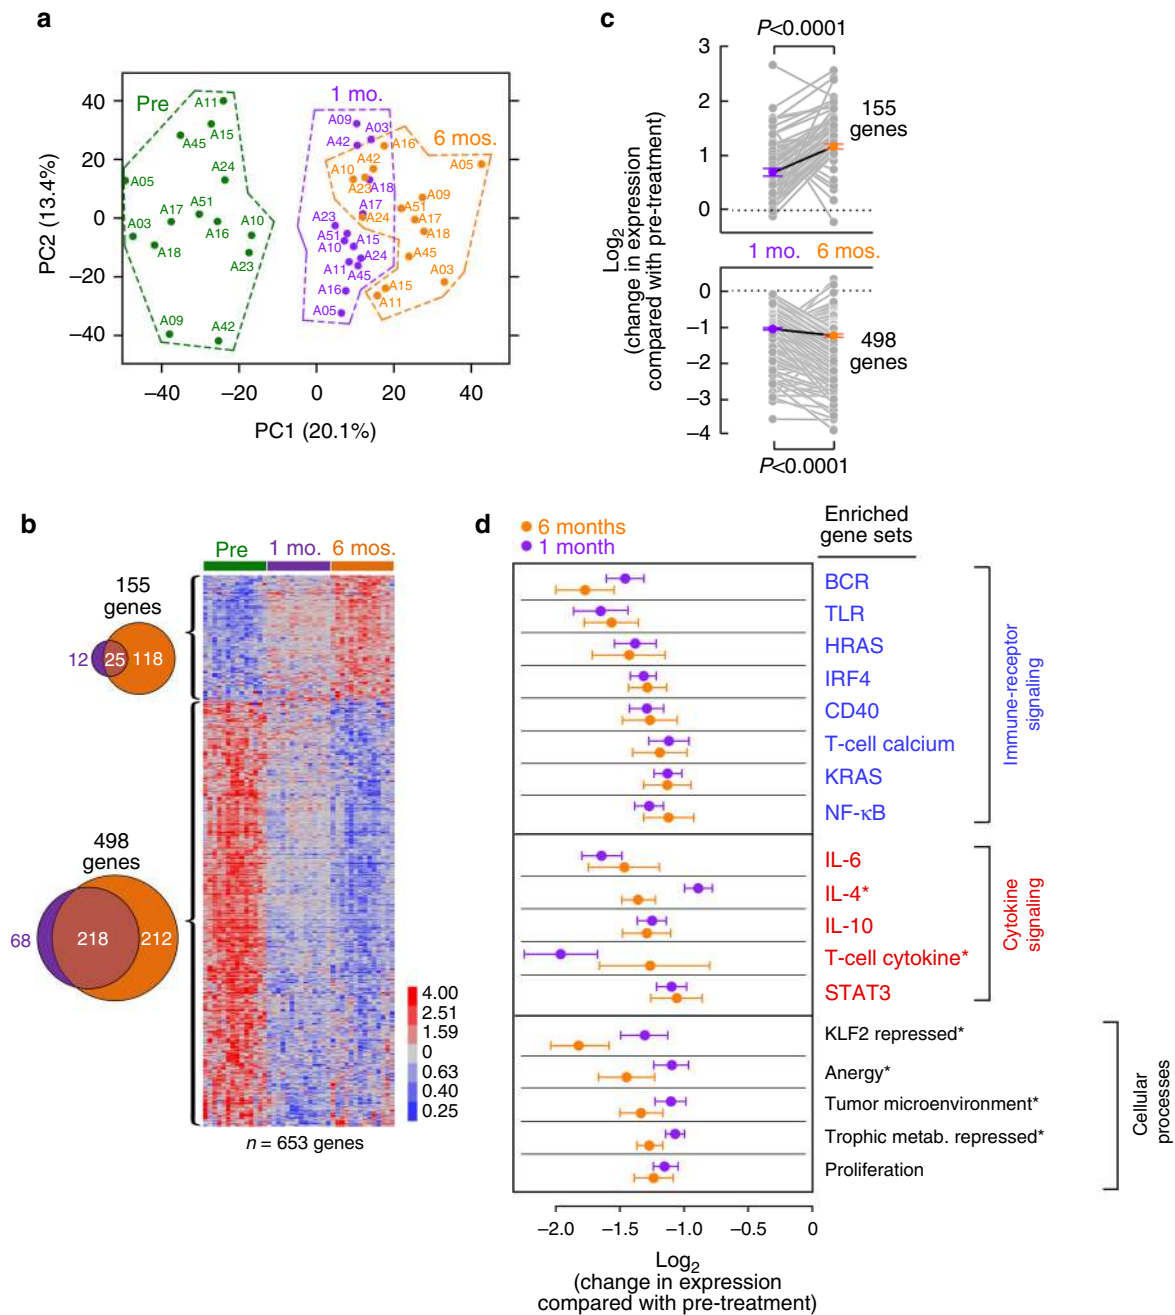 a
Pre
1 mo.
6 mos.
A11
A15
A45
A24
A05
A51
A17
A16
A10
A03
A18
A23
A09
A42
A09
A03
A42
A18
A17
A23
A51
A10
A15
A24
A11
A45
A16
A05
A16
A42
A10
A23
A24
A05
A09
A51
A17
A18
A45
A03
A15
A11
40
20
0
−20
−40
PC2 (13.4%)
−40
−20
0
20
40
PC1 (20.1%)
c
P<0.0001
3
2
1
0
155
genes
1 mo.
6 mos.
0
−1
−2
−3
−4
498
genes
P<0.0001
Log2
(change in expression
compared with pre-treatment)
b
Pre
1 mo.
6 mos.
155
genes
12
25
118
498
genes
68
218
212
4.00
2.51
1.59
0
0.63
0.40
0.25
n = 653 genes
d
6 months
1 month
Enriched
gene sets
BCR
TLR
HRAS
IRF4
CD40
T-cell calcium
KRAS
NF-κB
Immune-receptor
signaling
IL-6
IL-4*
IL-10
T-cell cytokine*
STAT3
Cytokine
signaling
KLF2 repressed*
Anergy*
Tumor microenvironment*
Trophic metab. repressed*
Proliferation
Cellular
processes
−2.0
−1.5
−1.0
−0.5
0
Log2
(change in expression
compared with pre-treatment)